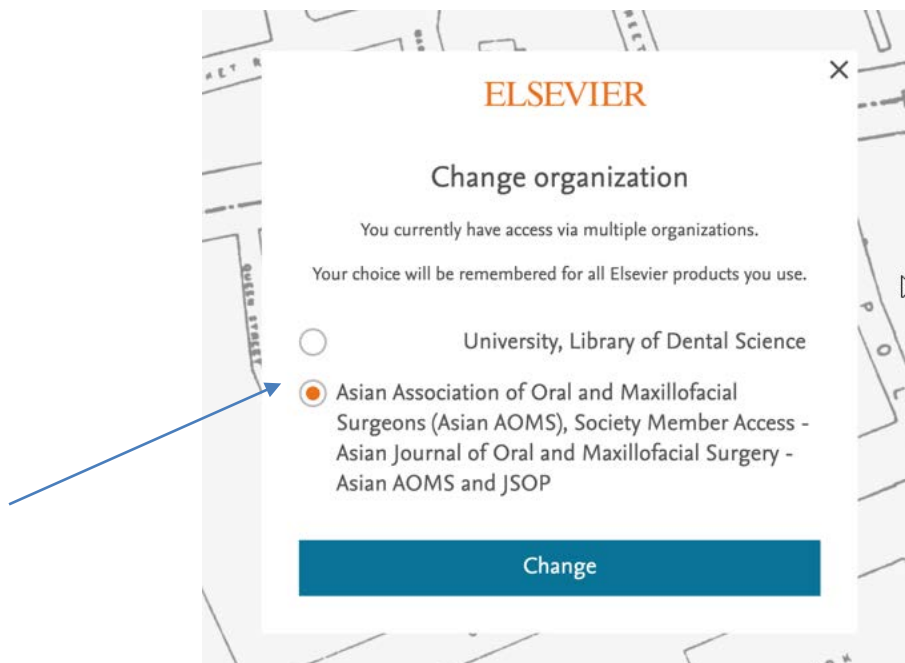 ELSEVIER
Change organization
You currently have access via multiple organizations.
Your choice will be remembered for all Elsevier products you use.
University, Library of Dental Science
Asian Association of Oral and Maxillofacial
Surgeons (Asian AOMS), Society Member Access -
Asian Journal of Oral and Maxillofacial Surgery -
Asian AOMS and JSOP
Change
QUEEN STREET